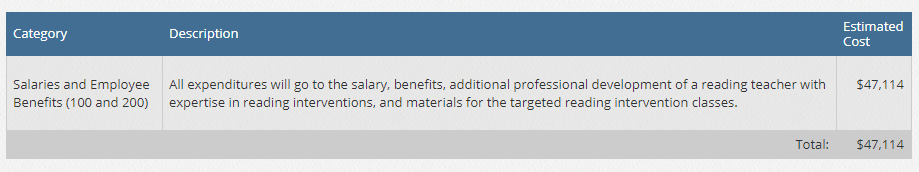 Category Description Estimated
Cost
Salaries and Employee All expenditures will go to the salary, benefits, additional professional development of a reading teacher with $47,114
Benefits (100 and 200) expertise in reading interventions, and materials for the targeted reading intervention classes.
Total: $47,114